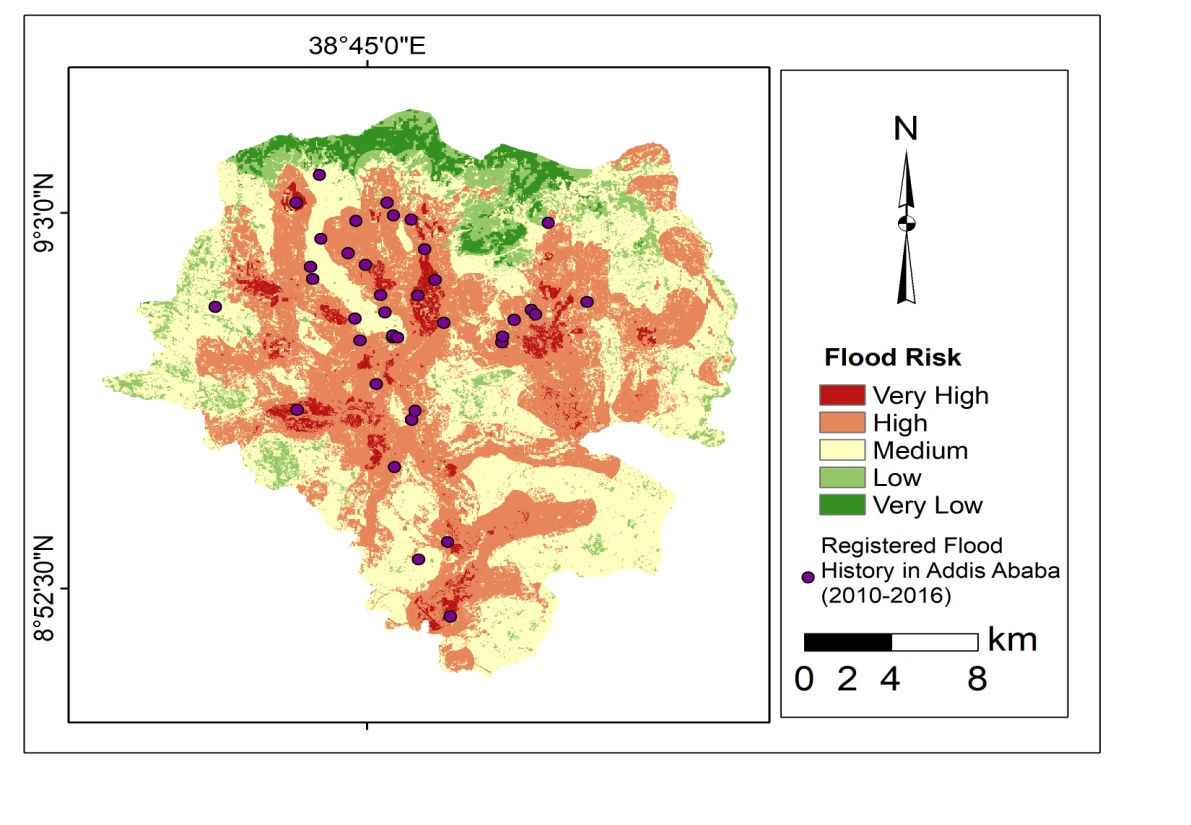 38°45'0"E
9°3'0"N
8°52'30"N
N
Flood Risk
Very High
High
Medium
Low
Very Low
Registered Flood
History in Addis Ababa
(2010-2016)
km
0 2 4 8